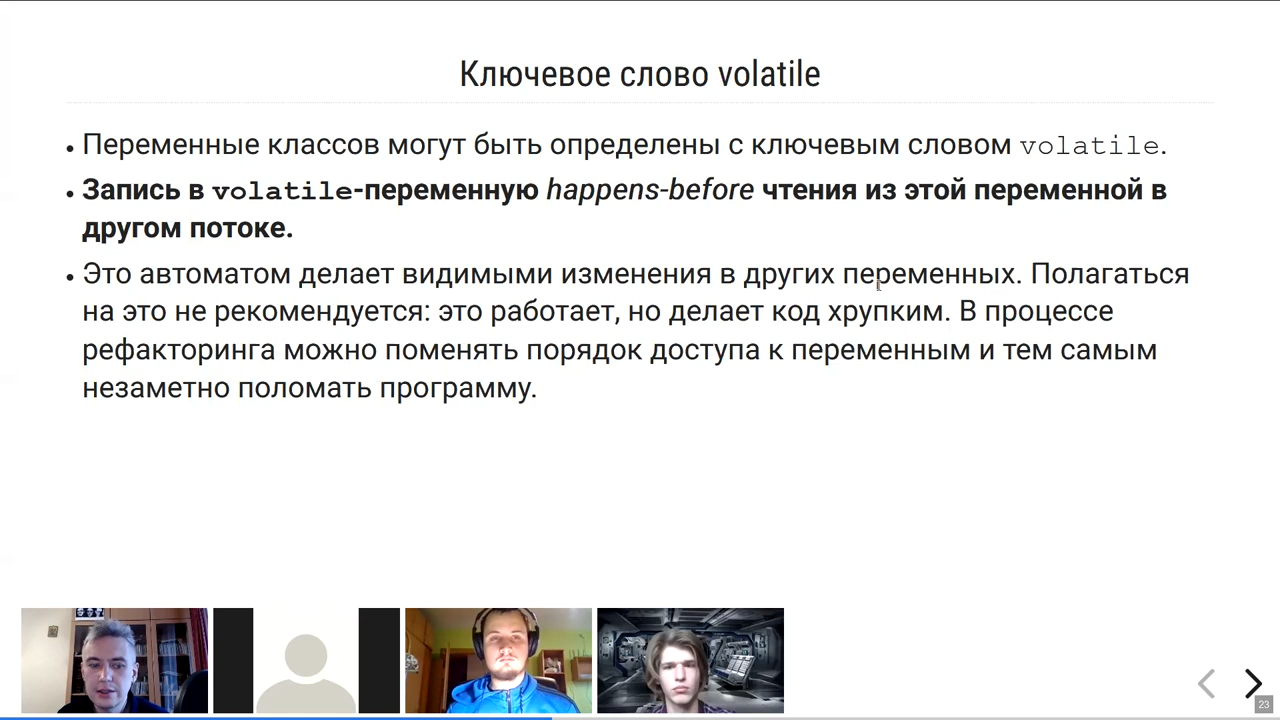 Ключевое слово volatile
• Переменные классов могут быть определены с ключевым словом volatile.
• Запись в volatile-переменную happens-before чтения из этой переменной в
другом потоке.
• Это автоматом делает видимыми изменения в других переменных. Полагаться
на это не рекомендуется: это работает, но делает код хрупким. В процессе
рефакторинга можно поменять порядок доступа к переменным и тем самым
незаметно поломать программу.
23